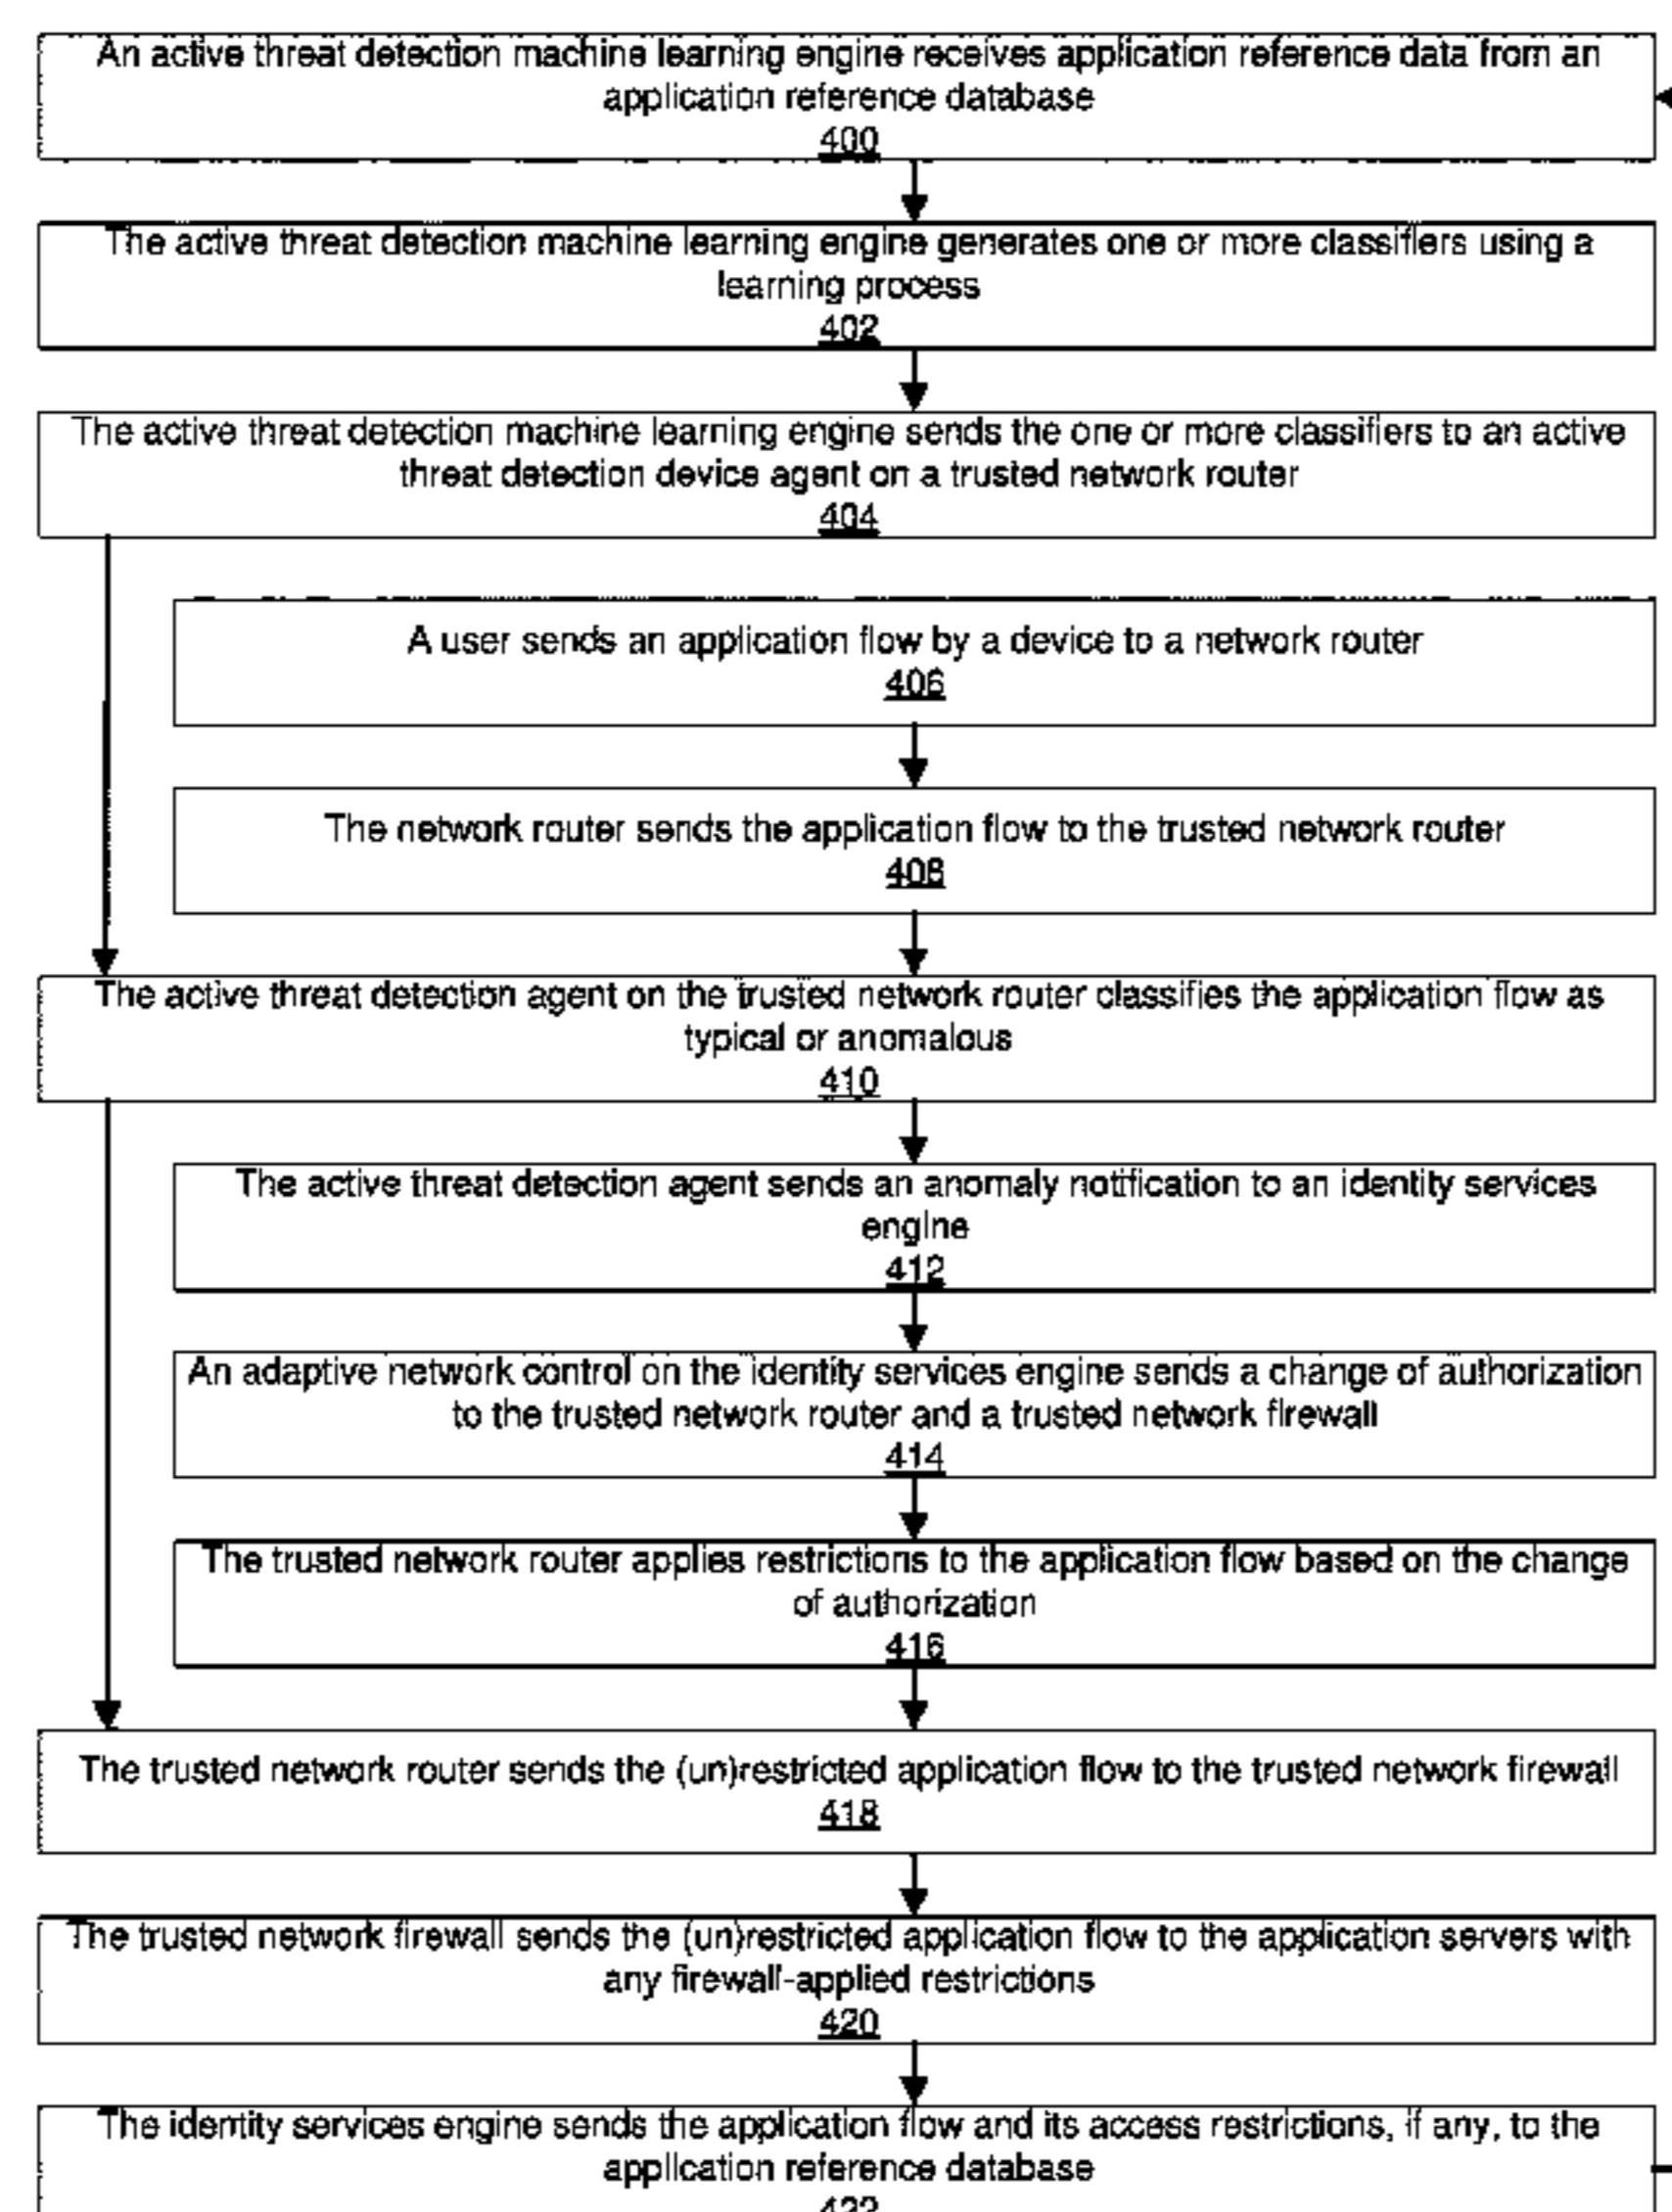 An active threat detection machine learning engine receives application reference data from an
application reference database
400
The active threat detection machine learning engine generates one or more classifiers using a
learning process
402
The active threat detection machine learning engine sends the one or more classifiers to an active
threat detection device agent on a trusted network router
404
A user sends an application flow by a device to a network router
406
The network router sends the application flow to the trusted network router
408
The active threat detection agent on the trusted network router classifies the application flow as
typical or anomalous
410
The active threat detection agent sends an anomaly notification to an identity services
engine
412
An adaptive network control on the identity services engine sends a change of authorization
to the trusted network router and a trusted network firewall
414
The trusted network router applies restrictions to the application flow based on the change
of authorization
416
The trusted network router sends the (un)restricted application flow to the trusted network firewall
418
The trusted network firewall sends the (un)restricted application flow to the application servers with
any firewall-applied restrictions
420
The identity services engine sends the application flow and its access restrictions, if any, to the
application reference database
422